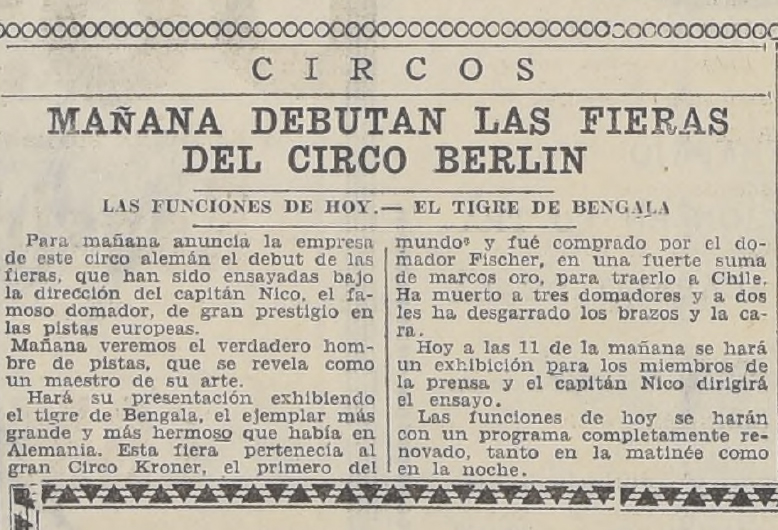 CIRCOS
MAÑANA DEBUTAN LAS FIERAS
DEL CIRCO BERLIN
LAS FUNCIONES DE HOY.— EL TIGRE DE BENGALA
Para mañana anuncia la empresa
de este circo alemán el debut de las
fieras, que han sido ensayadas bajo
la dirección del capitán Nico, el fa-
moso domador, de gran prestigio en
las pistas europeas.
Mañana veremos el verdadero hom-
bre de pistas, que se revela como
un maestro de su arte.
Hará su presentación exhibiendo
el tigre de Bengala, el ejemplar más
grande y más hermoso que había en
Alemania. Esta fiera pertenecía al
gran Circo Kroner, el primero del
mundo y fué comprado por el do-
mador Fischer, en una fuerte suma
de marcos oro, para traerlo a Chile.
Ha muerto a tres domadores y a dos
les ha desgarrado los brazos y la ca-
ra.
Hoy a las 11 de la mañana se hará
un exhibición para los miembros de
la prensa y el capitán Nico dirigirá
el ensayo.
Las funciones de hoy se harán
con un programa completamente re-
novado, tanto en la matinée como
en la noche.